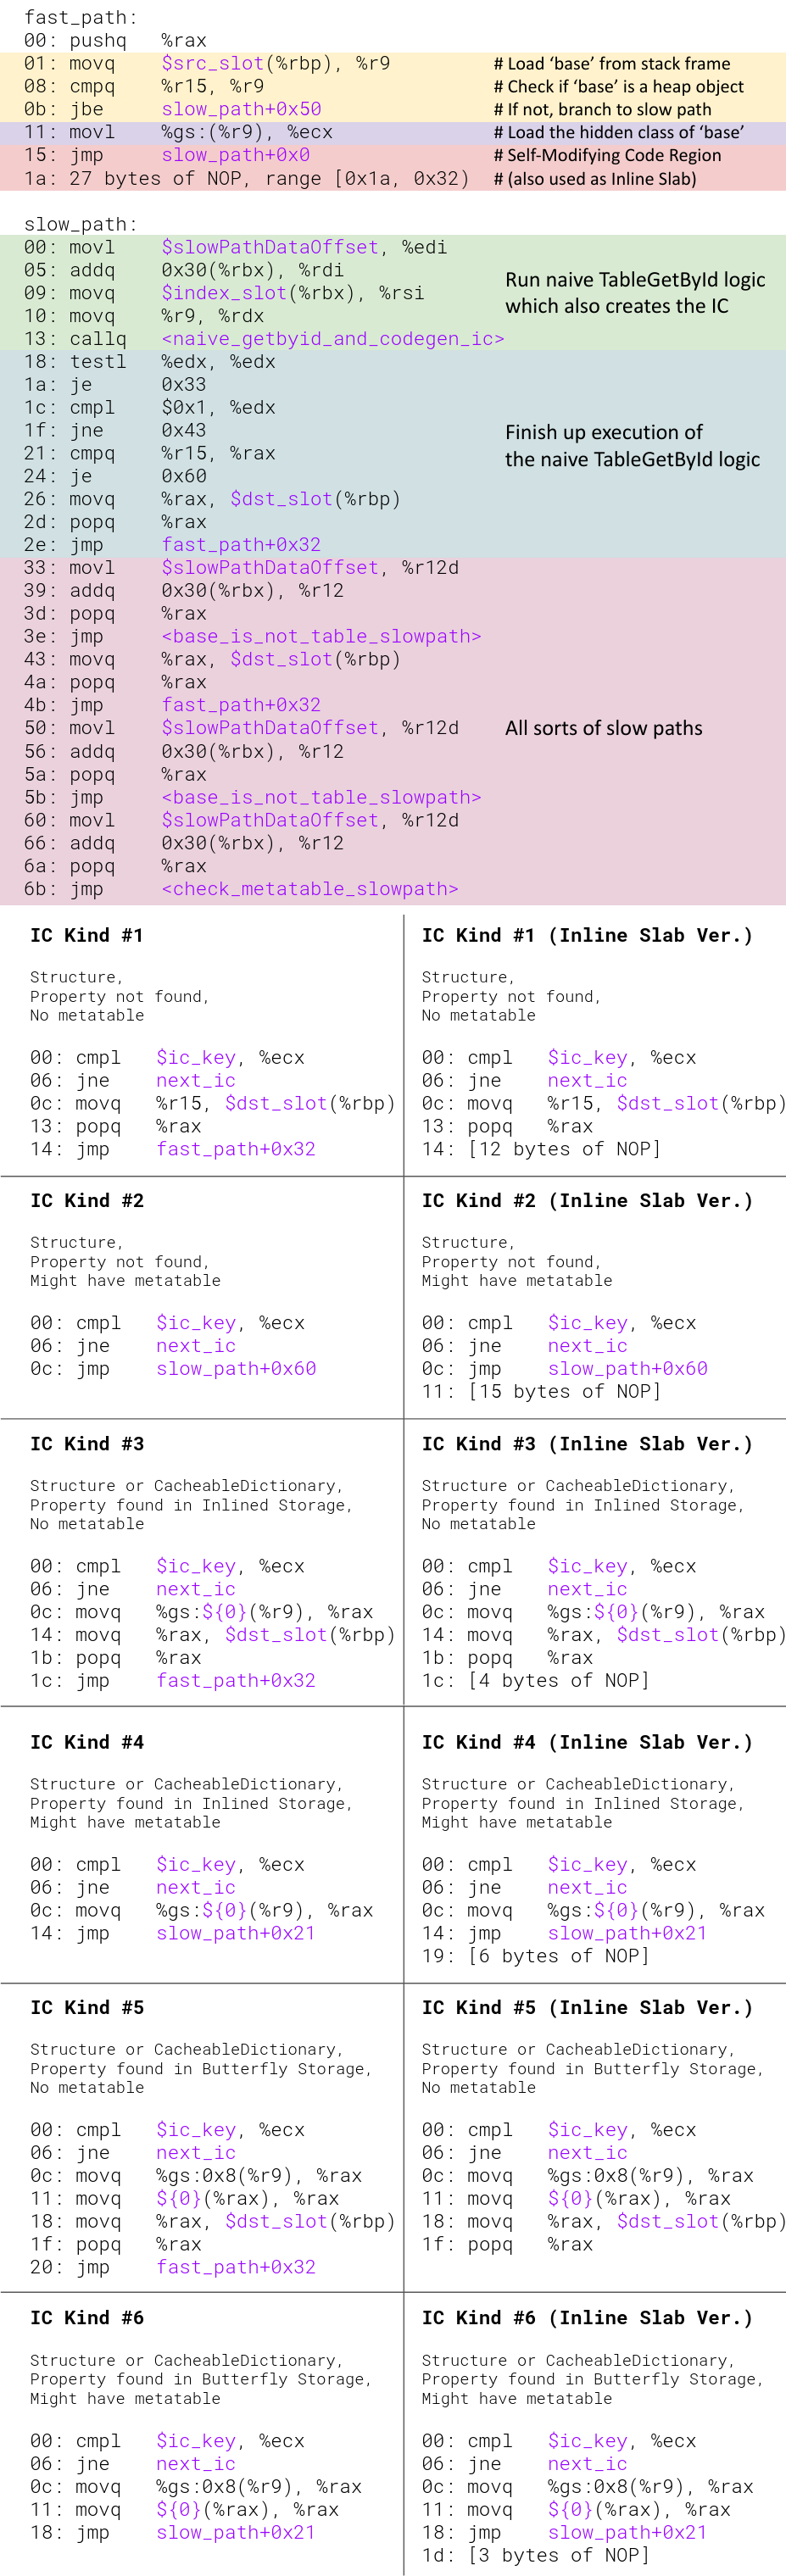 fast_path:
00: pushq %rax
01: movq $src_slot(%rbp), %r9 # Load ‘base’ from stack frame
08: cmpq %r15, %r9 # Check if ‘base’ is a heap object
0b: jbe slow_path+0x50 # If not, branch to slow path
11: movl %gs:(%r9), %ecx # Load the hidden class of ‘base’
15: jmp slow_path+0x0 # Self-Modifying Code Region
1a: 27 bytes of NOP, range [0x1a, 0x32) # (also used as Inline Slab)
slow_path:
00: movl $slowPathDataOffset, %edi
05: addq 0x30(%rbx), %rdi
09: movq $index_slot(%rbx), %rsi
10: movq %r9, %rdx
13: callq <naive_getbyid_and_codegen_ic>
Run naive TableGetById logic
which also creates the IC
18: testl %edx, %edx
1a: je 0x33
1c: cmpl $0x1, %edx
1f: jne 0x43
21: cmpq %r15, %rax
24: je 0x60
26: movq %rax, $dst_slot(%rbp)
2d: popq %rax
2e: jmp fast_path+0x32
Finish up execution of
the naive TableGetById logic
33: movl $slowPathDataOffset, %r12d
39: addq 0x30(%rbx), %r12
3d: popq %rax
3e: jmp <base_is_not_table_slowpath>
43: movq %rax, $dst_slot(%rbp)
4a: popq %rax
4b: jmp fast_path+0x32
50: movl $slowPathDataOffset, %r12d
56: addq 0x30(%rbx), %r12
5a: popq %rax
5b: jmp <base_is_not_table_slowpath>
60: movl $slowPathDataOffset, %r12d
66: addq 0x30(%rbx), %r12
6a: popq %rax
6b: jmp <check_metatable_slowpath>
All sorts of slow paths
IC Kind #1
Structure,
Property not found,
No metatable
00: cmpl $ic_key, %ecx
06: jne next_ic
0c: movq %r15, $dst_slot(%rbp)
13: popq %rax
14: jmp fast_path+0x32
IC Kind #1 (Inline Slab Ver.)
Structure,
Property not found,
No metatable
00: cmpl $ic_key, %ecx
06: jne next_ic
0c: movq %r15, $dst_slot(%rbp)
13: popq %rax
14: [12 bytes of NOP]
IC Kind #2
Structure,
Property not found,
Might have metatable
00: cmpl $ic_key, %ecx
06: jne next_ic
0c: jmp slow_path+0x60
IC Kind #2 (Inline Slab Ver.)
Structure,
Property not found,
Might have metatable
00: cmpl $ic_key, %ecx
06: jne next_ic
0c: jmp slow_path+0x60
11: [15 bytes of NOP]
IC Kind #3
Structure or CacheableDictionary,
Property found in Inlined Storage,
No metatable
00: cmpl $ic_key, %ecx
06: jne next_ic
0c: movq %gs:${0}(%r9), %rax
14: movq %rax, $dst_slot(%rbp)
1b: popq %rax
1c: jmp fast_path+0x32
IC Kind #3 (Inline Slab Ver.)
Structure or CacheableDictionary,
Property found in Inlined Storage,
No metatable
00: cmpl $ic_key, %ecx
06: jne next_ic
0c: movq %gs:${0}(%r9), %rax
14: movq %rax, $dst_slot(%rbp)
1b: popq %rax
1c: [4 bytes of NOP]
IC Kind #4
Structure or CacheableDictionary,
Property found in Inlined Storage,
Might have metatable
00: cmpl $ic_key, %ecx
06: jne next_ic
0c: movq %gs:${0}(%r9), %rax
14: jmp slow_path+0x21
IC Kind #4 (Inline Slab Ver.)
Structure or CacheableDictionary,
Property found in Inlined Storage,
Might have metatable
00: cmpl $ic_key, %ecx
06: jne next_ic
0c: movq %gs:${0}(%r9), %rax
14: jmp slow_path+0x21
19: [6 bytes of NOP]
IC Kind #5
Structure or CacheableDictionary,
Property found in Butterfly Storage,
No metatable
00: cmpl $ic_key, %ecx
06: jne next_ic
0c: movq %gs:0x8(%r9), %rax
11: movq ${0}(%rax), %rax
18: movq %rax, $dst_slot(%rbp)
1f: popq %rax
20: jmp fast_path+0x32
IC Kind #5 (Inline Slab Ver.)
Structure or CacheableDictionary,
Property found in Butterfly Storage,
No metatable
00: cmpl $ic_key, %ecx
06: jne next_ic
0c: movq %gs:0x8(%r9), %rax
11: movq ${0}(%rax), %rax
18: movq %rax, $dst_slot(%rbp)
1f: popq %rax
IC Kind #6
Structure or CacheableDictionary,
Property found in Butterfly Storage,
Might have metatable
00: cmpl $ic_key, %ecx
06: jne next_ic
0c: movq %gs:0x8(%r9), %rax
11: movq ${0}(%rax), %rax
18: jmp slow_path+0x21
IC Kind #6 (Inline Slab Ver.)
Structure or CacheableDictionary,
Property found in Butterfly Storage,
Might have metatable
00: cmpl $ic_key, %ecx
06: jne next_ic
0c: movq %gs:0x8(%r9), %rax
11: movq ${0}(%rax), %rax
18: jmp slow_path+0x21
1d: [3 bytes of NOP]